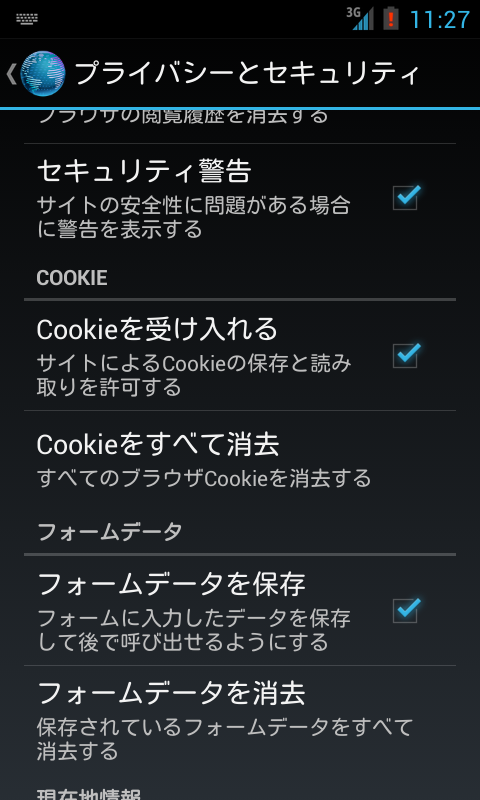 3G 11:27
プライバシーとセキュリティ
ブラウザの閲覧履歴を消去する
セキュリティ警告
サイトの安全性に問題がある場合
に警告を表示する
COOKIE
Cookieを受け入れる
サイトによるCookieの保存と読み
取りを許可する
Cookieをすべて消去
すべてのブラウザCookieを消去する
フォームデータ
フォームデータを保存
フォームに入力したデータを保存
して後で呼び出せるようにする
フォームデータを消去
保存されているフォームデータをすべて
消去する
現在地情報